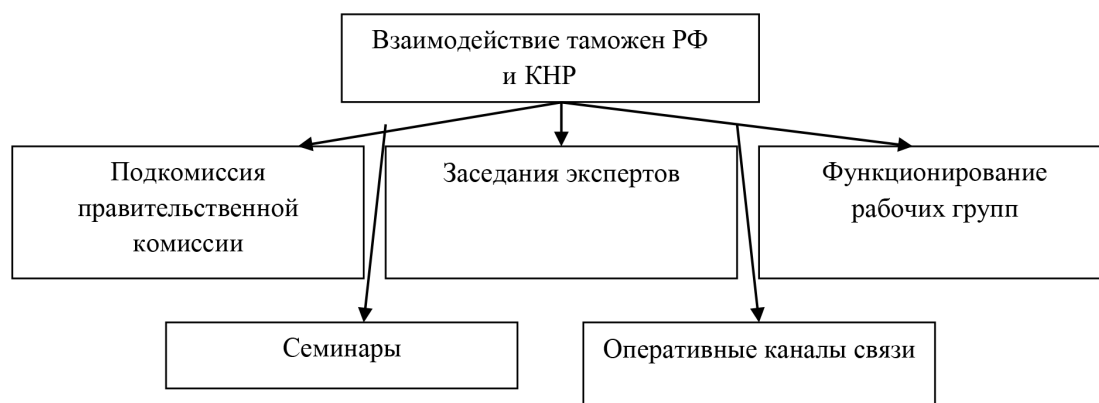 Взаимодействие таможен РФ
и КНР
Подкомиссия
правительственной
комиссии
Заседания экспертов
Функционирование
рабочих групп
Семинары
Оперативные каналы связи